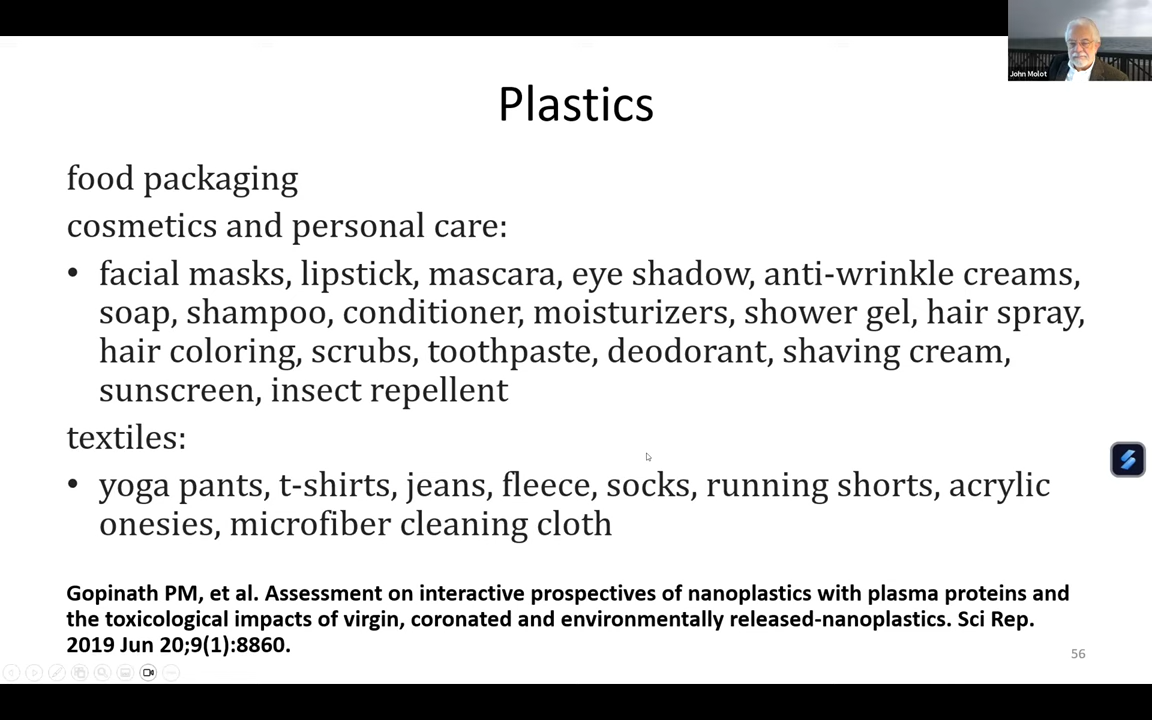 John Molot
Plastics
food packaging
cosmetics and personal care:
• facial masks, lipstick, mascara, eye shadow, anti-wrinkle creams,
soap, shampoo, conditioner, moisturizers, shower gel, hair spray,
hair coloring, scrubs, toothpaste, deodorant, shaving cream,
sunscreen, insect repellent
textiles:
• yoga pants, t-shirts, jeans, fleece, socks, running shorts, acrylic
onesies, microfiber cleaning cloth
Gopinath PM, et al. Assessment on interactive prospectives of nanoplastics with plasma proteins and
the toxicological impacts of virgin, coronated and environmentally released-nanoplastics. Sci Rep.
2019 Jun 20;9(1):8860.
56